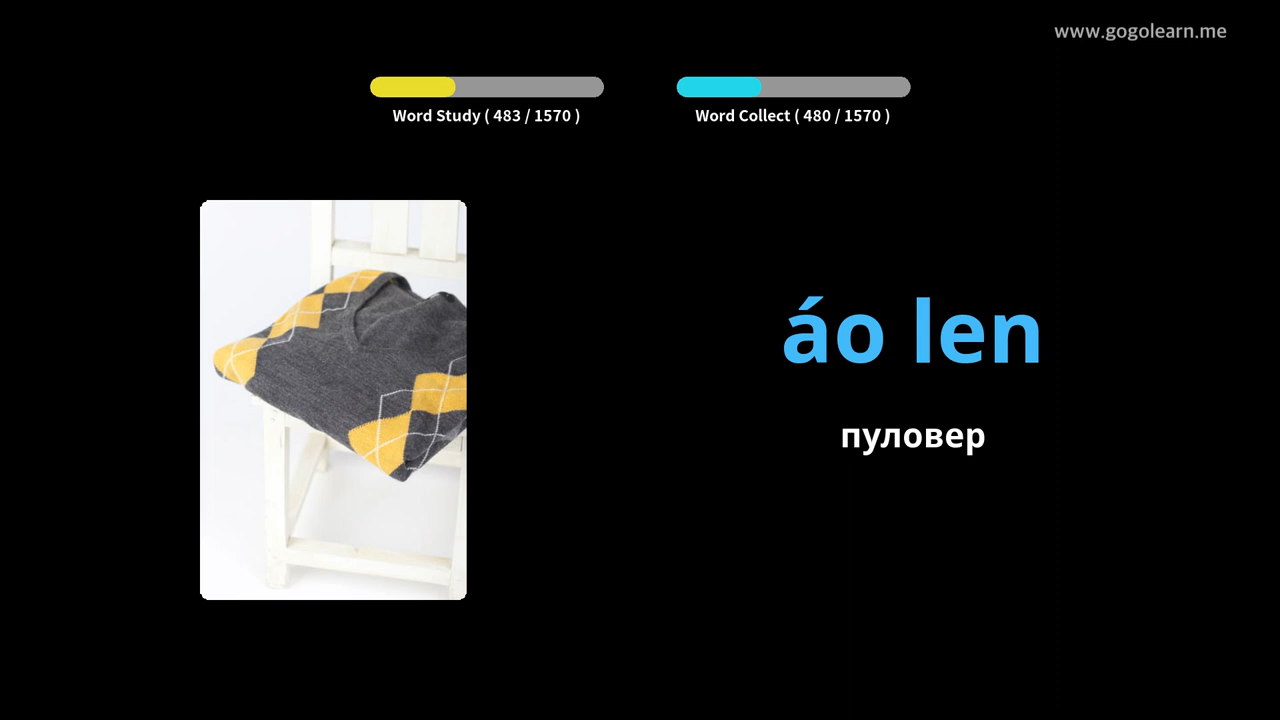 www.gogolearn.me
Word Study ( 483 / 1570 )
Word Collect ( 480 / 1570 )
áo len
пуловер